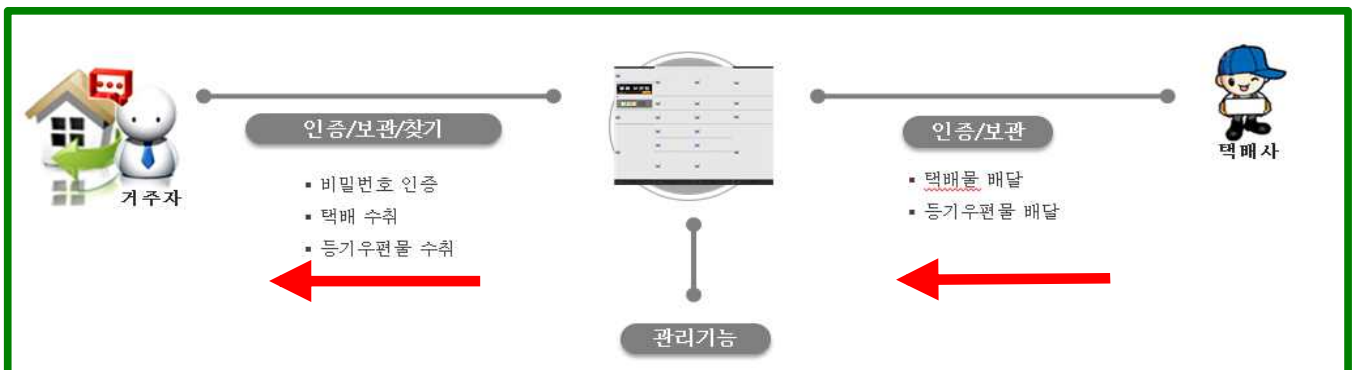 인증/보관/찾기
▪ 비밀번호 인증
▪ 택배 수취
▪ 등기우편물 수취
거주자
인증/보관
▪ 택배물 배달
▪ 등기우편물 배달
택배사
관리기능